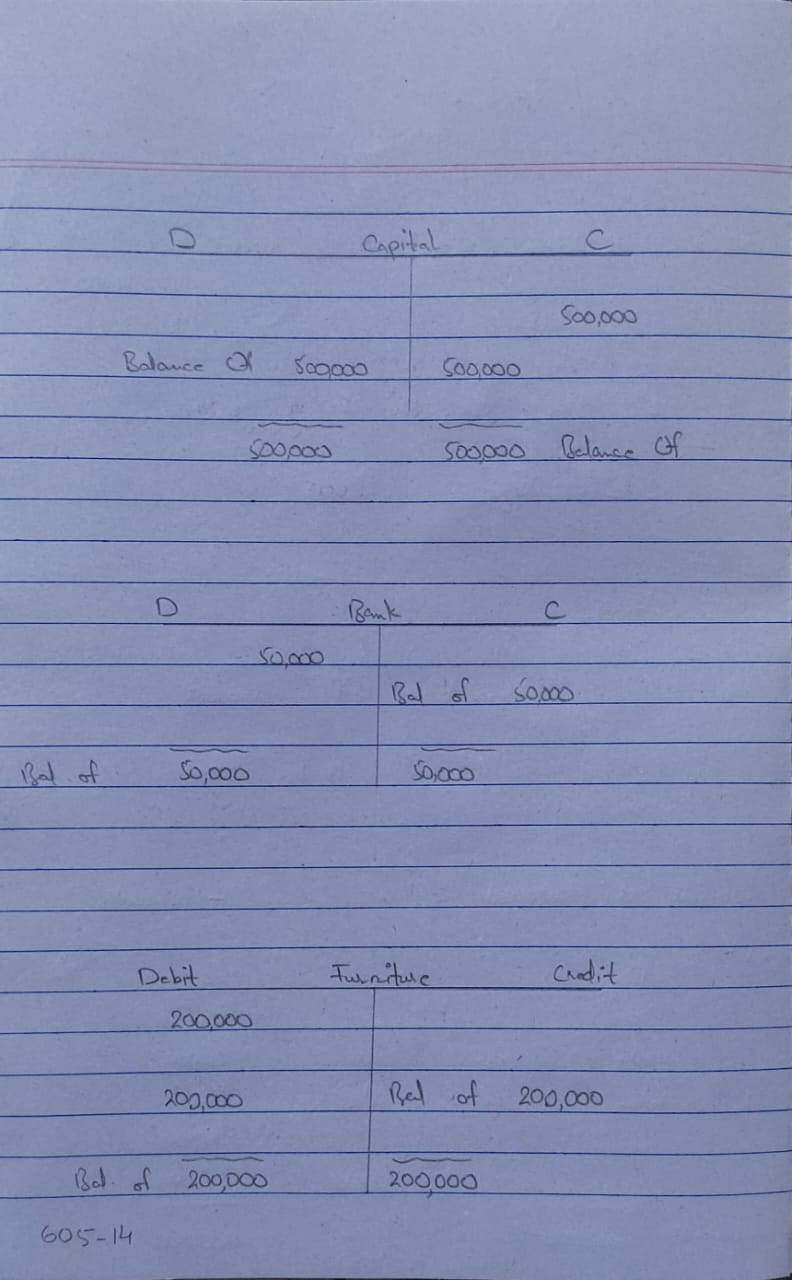 D Capital C
500,000
Balance Of 500,000 500,000
500,000 500,000 Balance Of
D Bank C
50,000
Bal of 50,000
Bal. of 50,000 50,000
Debit Furniture Credit
200,000
200,000 Bal of 200,000
Bal. of 200,000 200,000
605-14